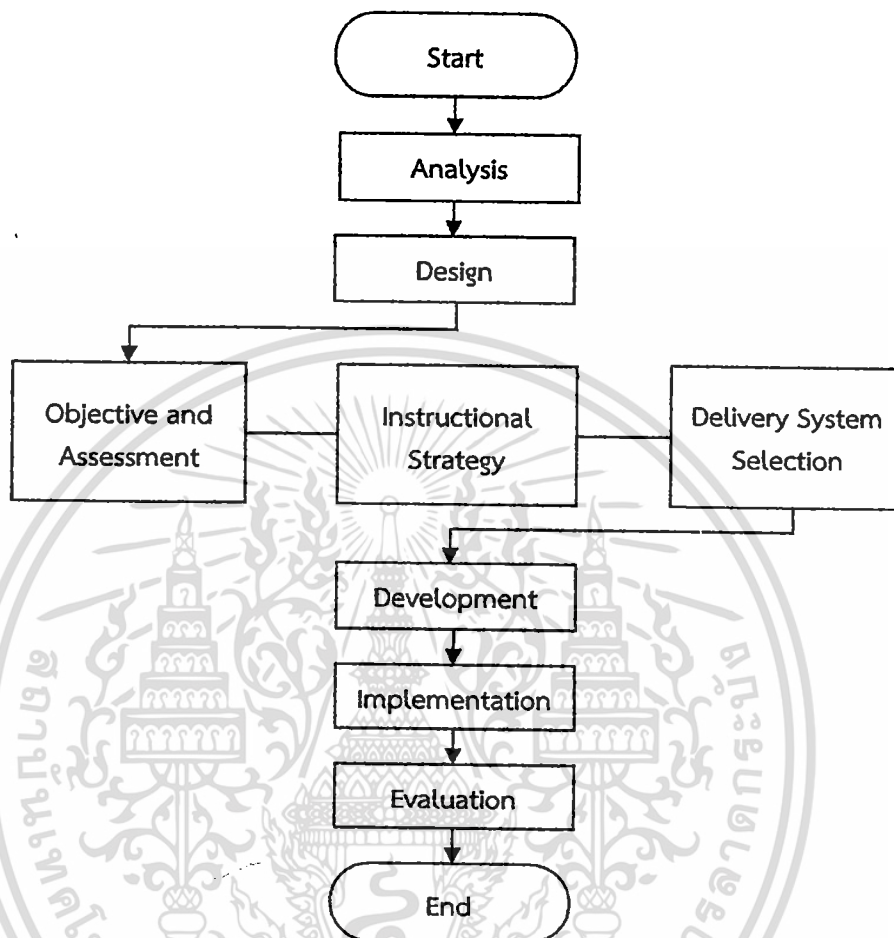 Start
Analysis
Design
Objective and
Assessment
Instructional
Strategy
Delivery System
Selection
Development
Implementation
Evaluation
End